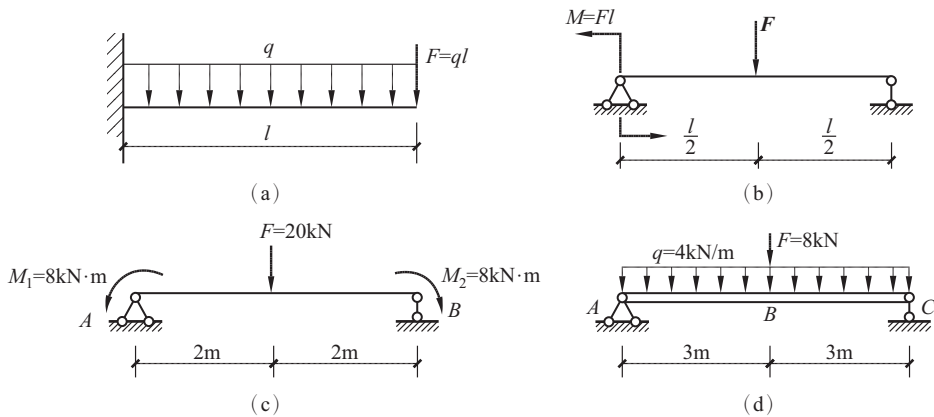 q
F=ql
l
(a)
M=Fl
F
l/2
l/2
(b)
F=20kN
M₁=8kN·m
M₂=8kN·m
A
B
2m
2m
(c)
F=8kN
q=4kN/m
A
B
C
3m
3m
(d)